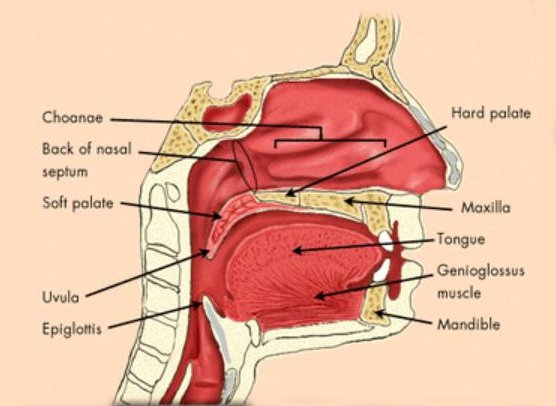 Choanae
Back of nasal
septum
Soft palate
Uvula
Epiglottis
Hard palate
Maxilla
Tongue
Genioglossus
muscle
Mandible